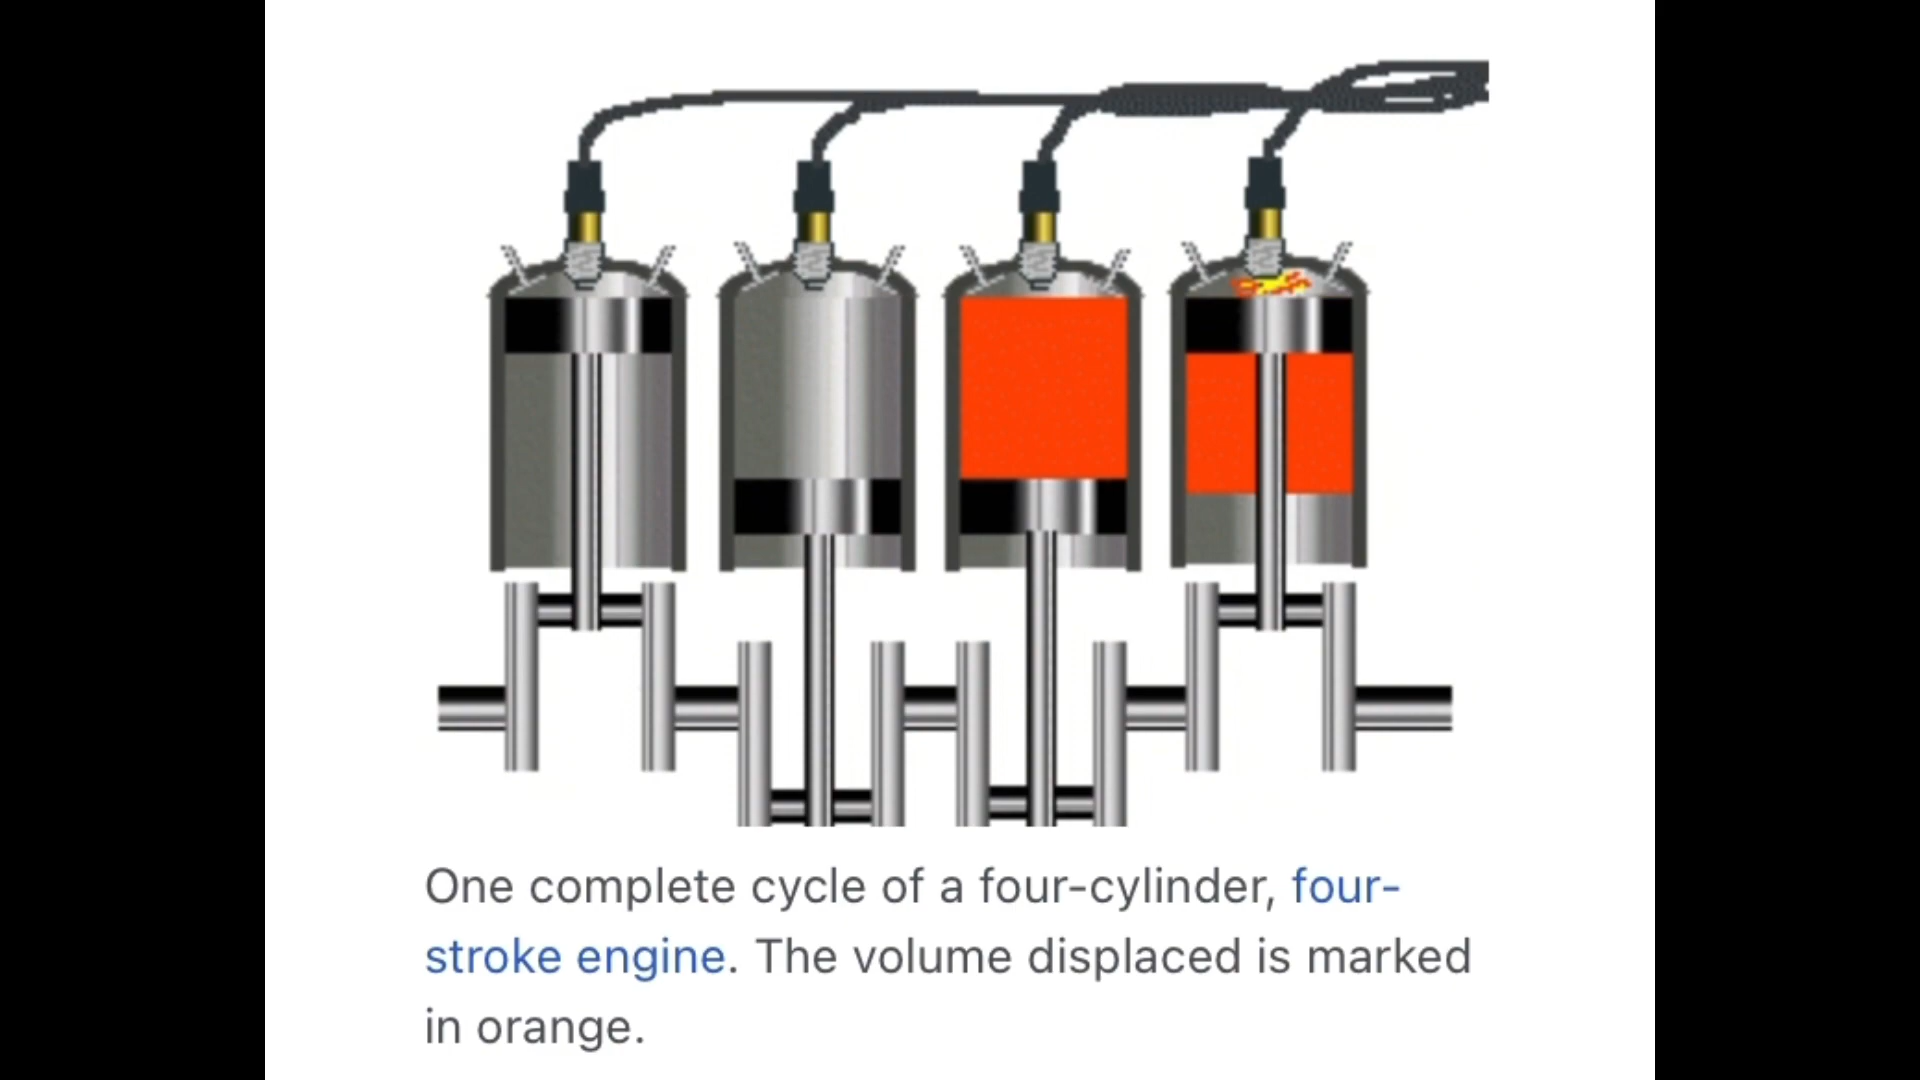 One complete cycle of a four-cylinder, four-
stroke engine. The volume displaced is marked
in orange.